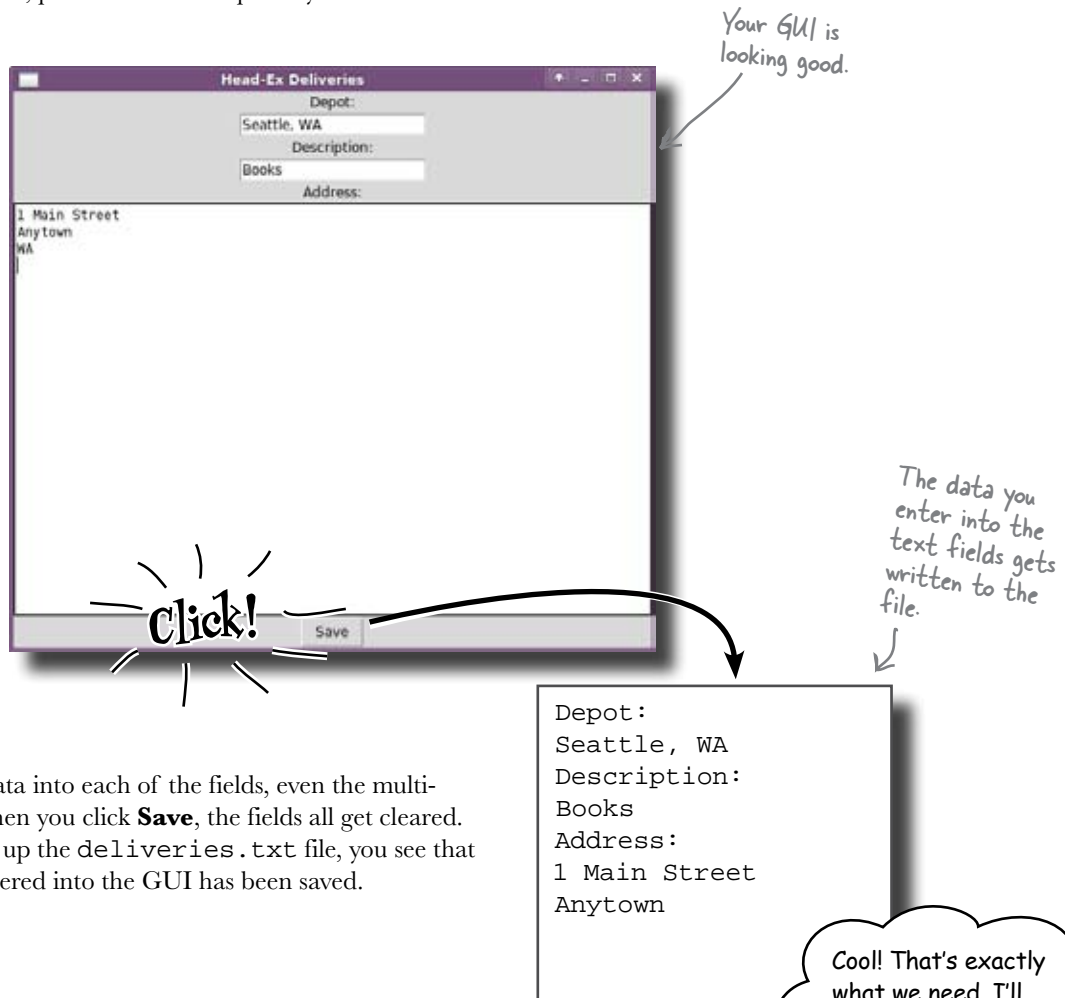 Your GUI is
looking good.
Head-Ex Deliveries
Depot:
Seattle, WA
Description:
Books
Address:
1 Main Street
Anytown
WA
Click!
Save
The data you
enter into the
text fields gets
written to the
file.
Depot:
Seattle, WA
Description:
Books
Address:
1 Main Street
Anytown
ata into each of the fields, even the multi-
hen you click Save, the fields all get cleared.
up the deliveries.txt file, you see that
ered into the GUI has been saved.
Cool! That's exactly
what we need. I'll